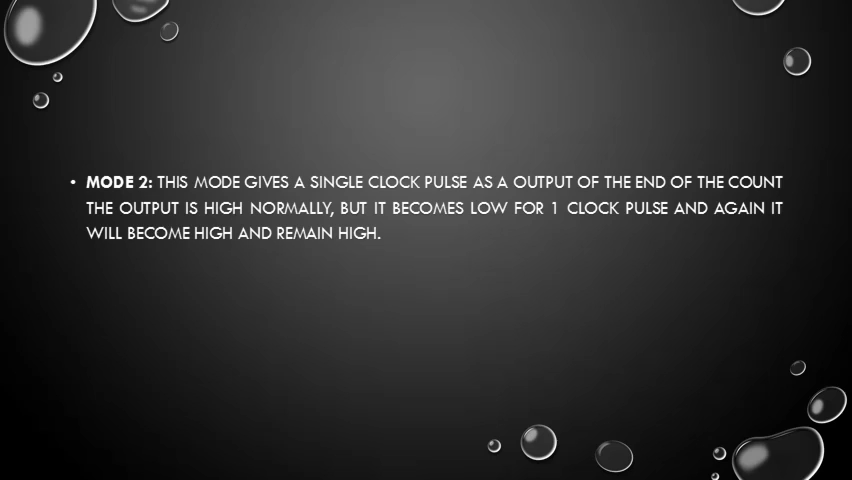 • MODE 2: THIS MODE GIVES A SINGLE CLOCK PULSE AS A OUTPUT OF THE END OF THE COUNT
THE OUTPUT IS HIGH NORMALLY, BUT IT BECOMES LOW FOR 1 CLOCK PULSE AND AGAIN IT
WILL BECOME HIGH AND REMAIN HIGH.